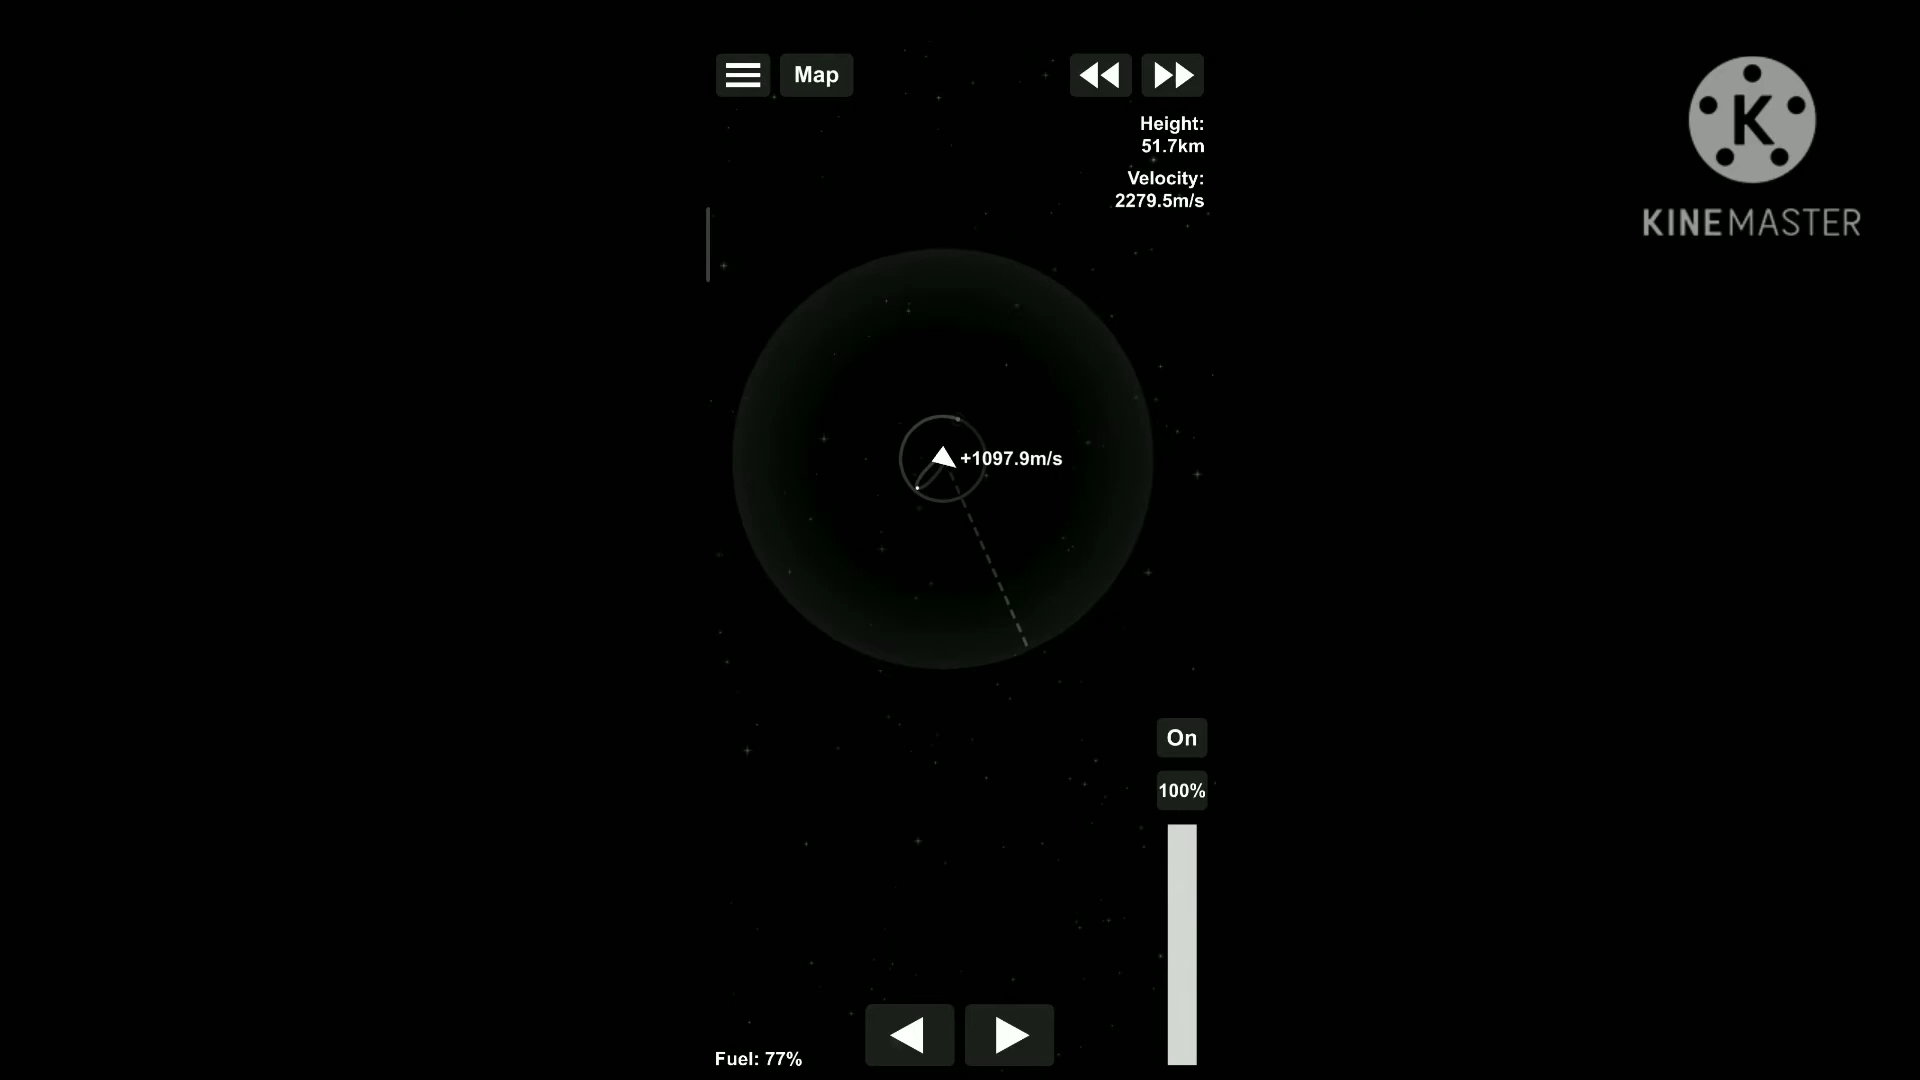 Map
Height:
51.7km
Velocity:
2279.5m/s
K
KINEMASTER
+1097.9m/s
On
100%
Fuel: 77%